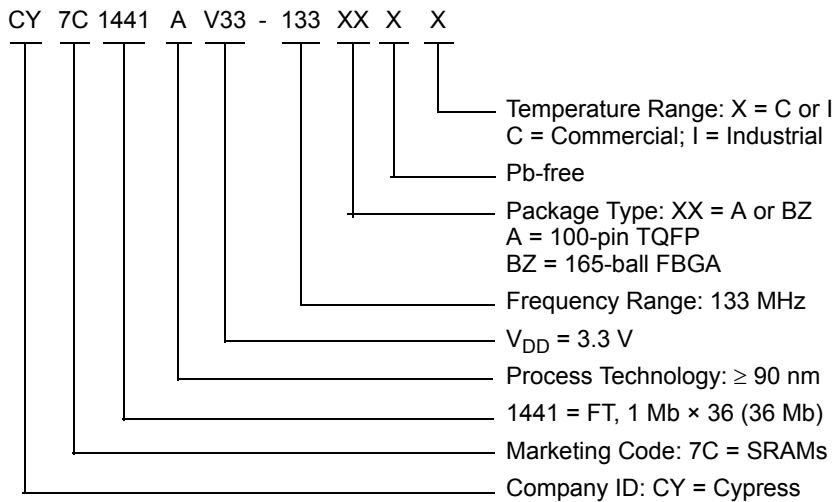 CY 7C 1441 A V33 - 133 XX X X
Temperature Range: X = C or I
C = Commercial; I = Industrial
Pb-free
Package Type: XX = A or BZ
A = 100-pin TQFP
BZ = 165-ball FBGA
Frequency Range: 133 MHz
VDD = 3.3 V
Process Technology: ≥ 90 nm
1441 = FT, 1 Mb × 36 (36 Mb)
Marketing Code: 7C = SRAMs
Company ID: CY = Cypress